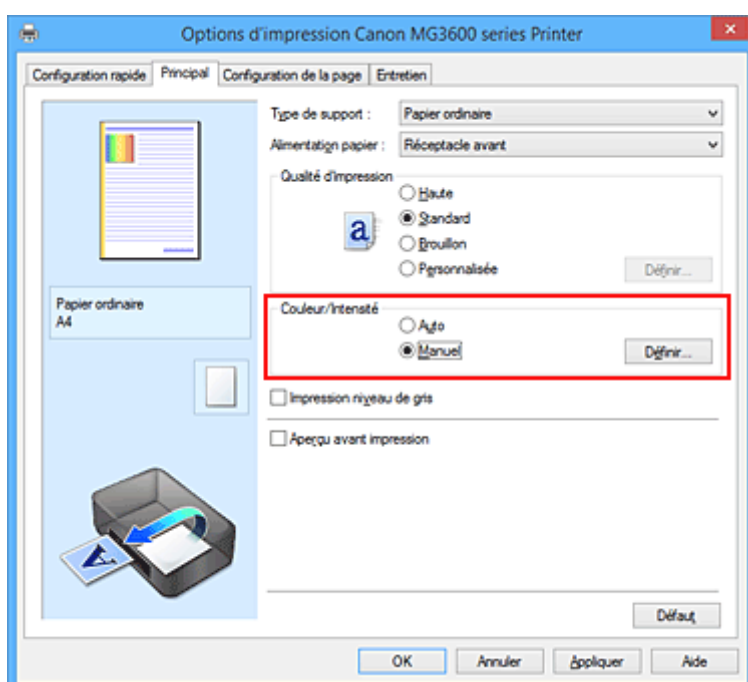 Options d'impression Canon MG3600 series Printer
Configuration rapide Principal Configuration de la page Entretien
Type de support : Papier ordinaire
Alimentation papier : Réceptacle avant
Qualité d'impression
Haute
a Standard
Brouillon
Personnalisée Définir...
Papier ordinaire
A4
Couleur/Intensité
Auto
Manuel Définir...
Impression niveau de gris
Aperçu avant impression
A
Défaut
OK Annuler Appliquer Aide